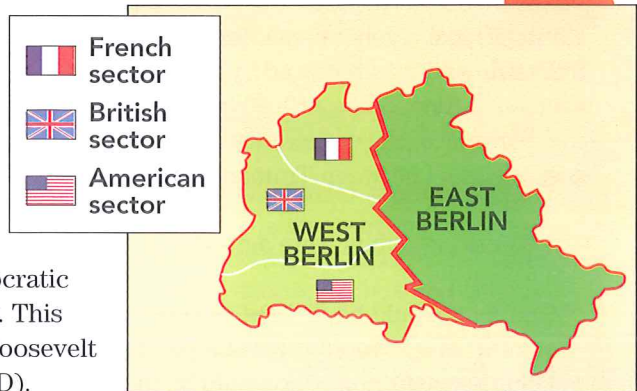 French
sector
British
sector
American
sector
WEST
BERLIN
EAST
BERLIN
ocratic
. This
oosevelt
D).